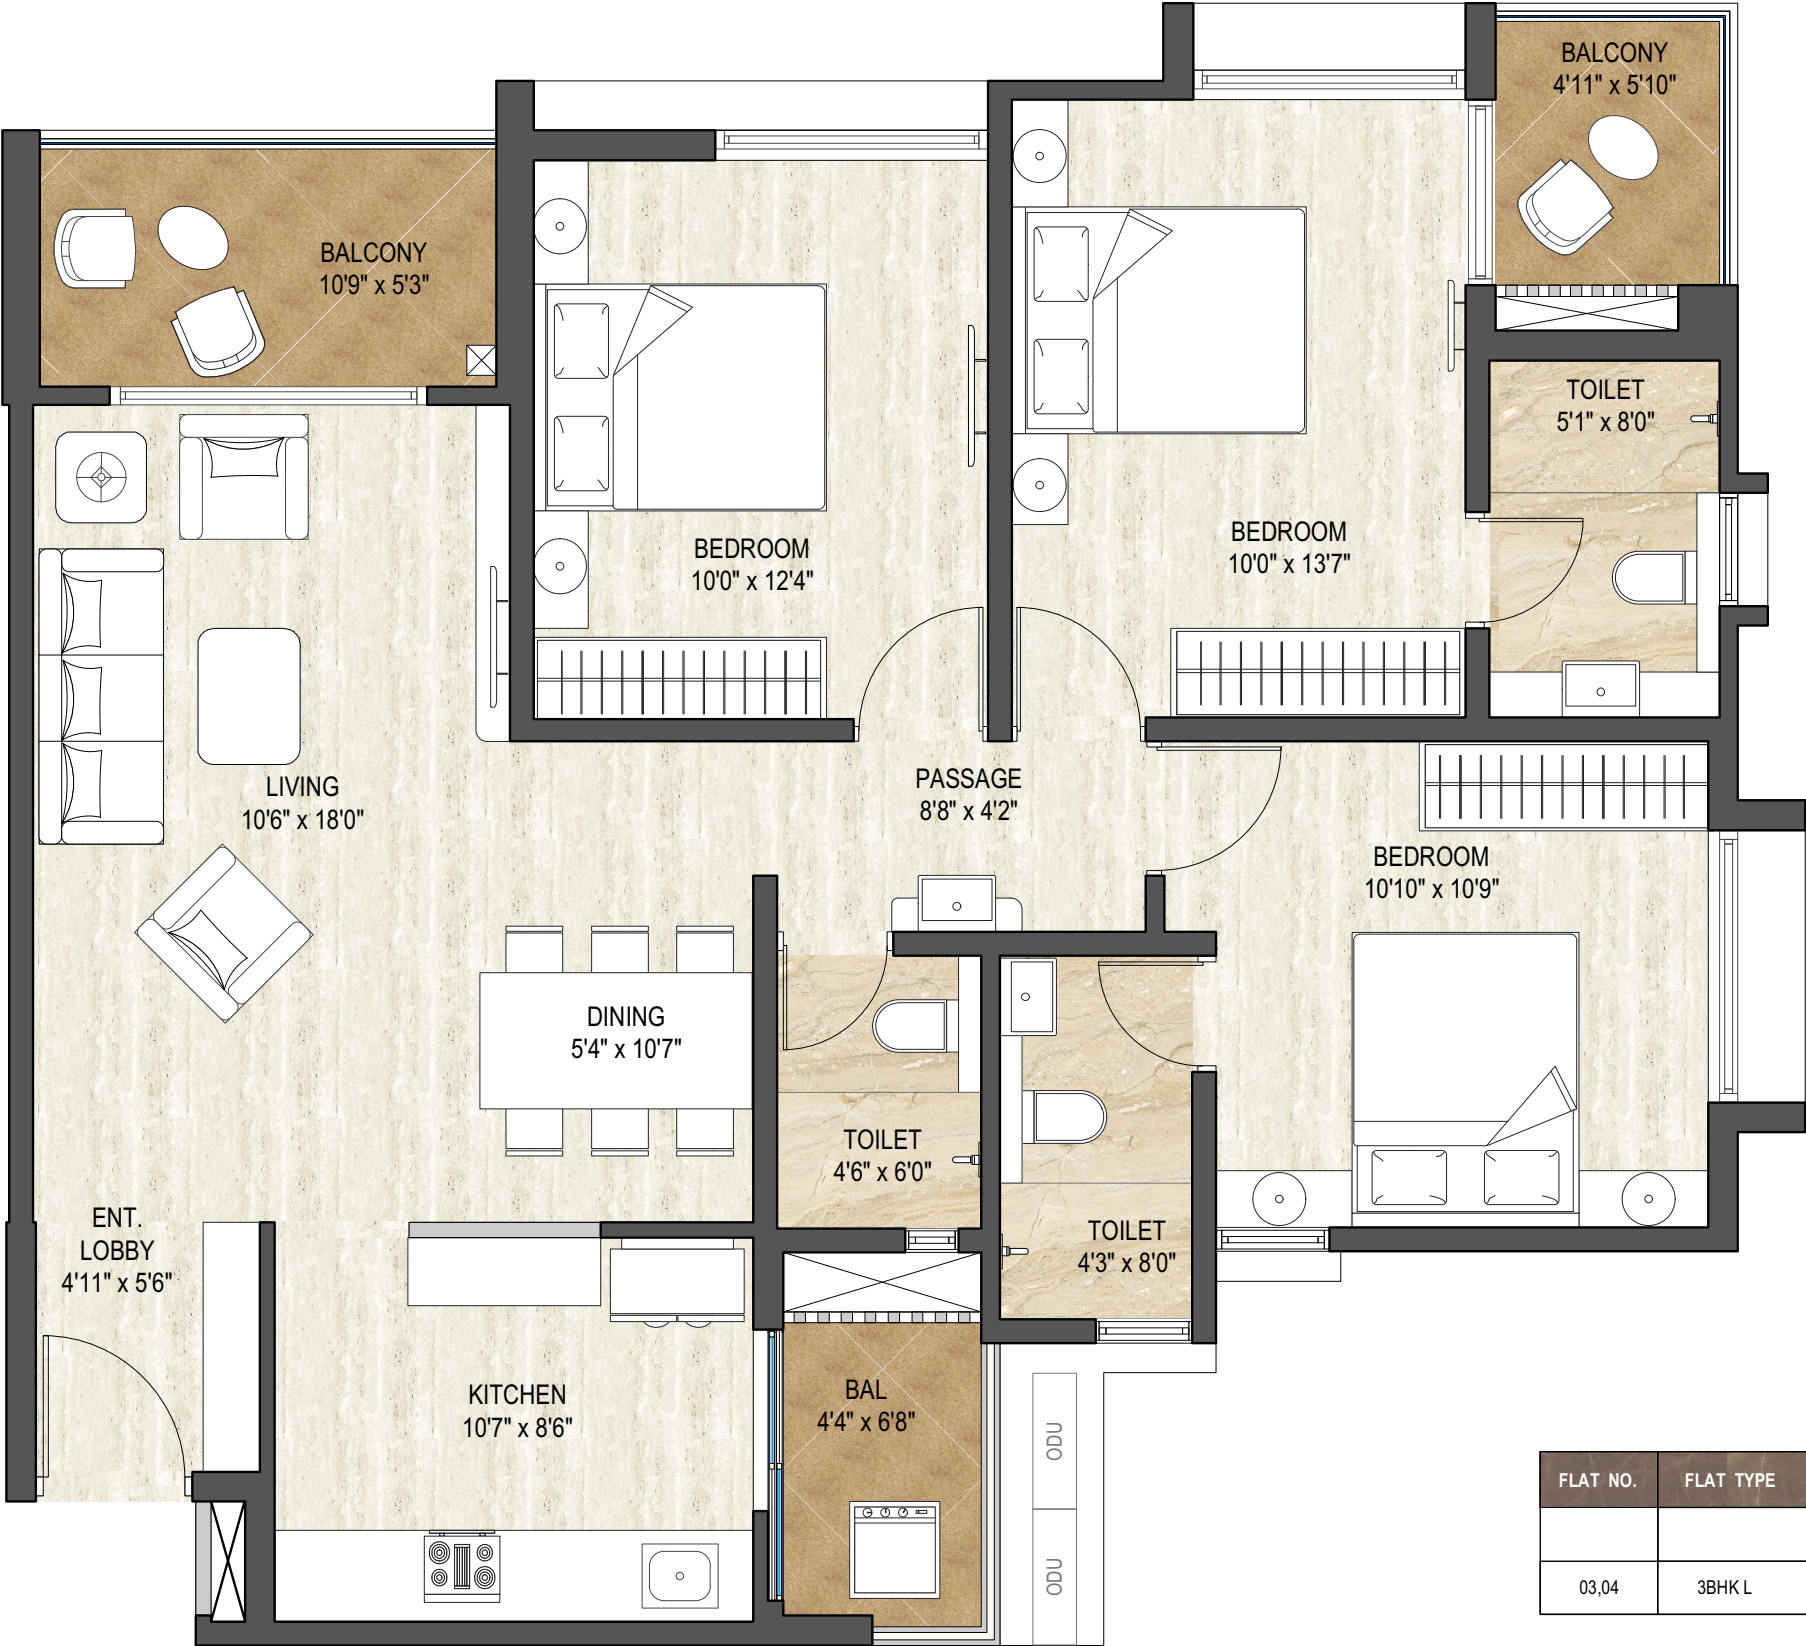 BALCONY
4'11" x 5'10"
BALCONY
10'9" x 5'3"
TOILET
5'1" x 8'0"
BEDROOM
10'0" x 12'4"
BEDROOM
10'0" x 13'7"
LIVING
10'6" x 18'0"
PASSAGE
8'8" x 4'2"
BEDROOM
10'10" x 10'9"
DINING
5'4" x 10'7"
TOILET
4'6" x 6'0"
ENT.
LOBBY
4'11" x 5'6"
TOILET
4'3" x 8'0"
KITCHEN
10'7" x 8'6"
BAL
4'4" x 6'8"
ODU
ODU
FLAT NO. FLAT TYPE
03,04 3BHK L